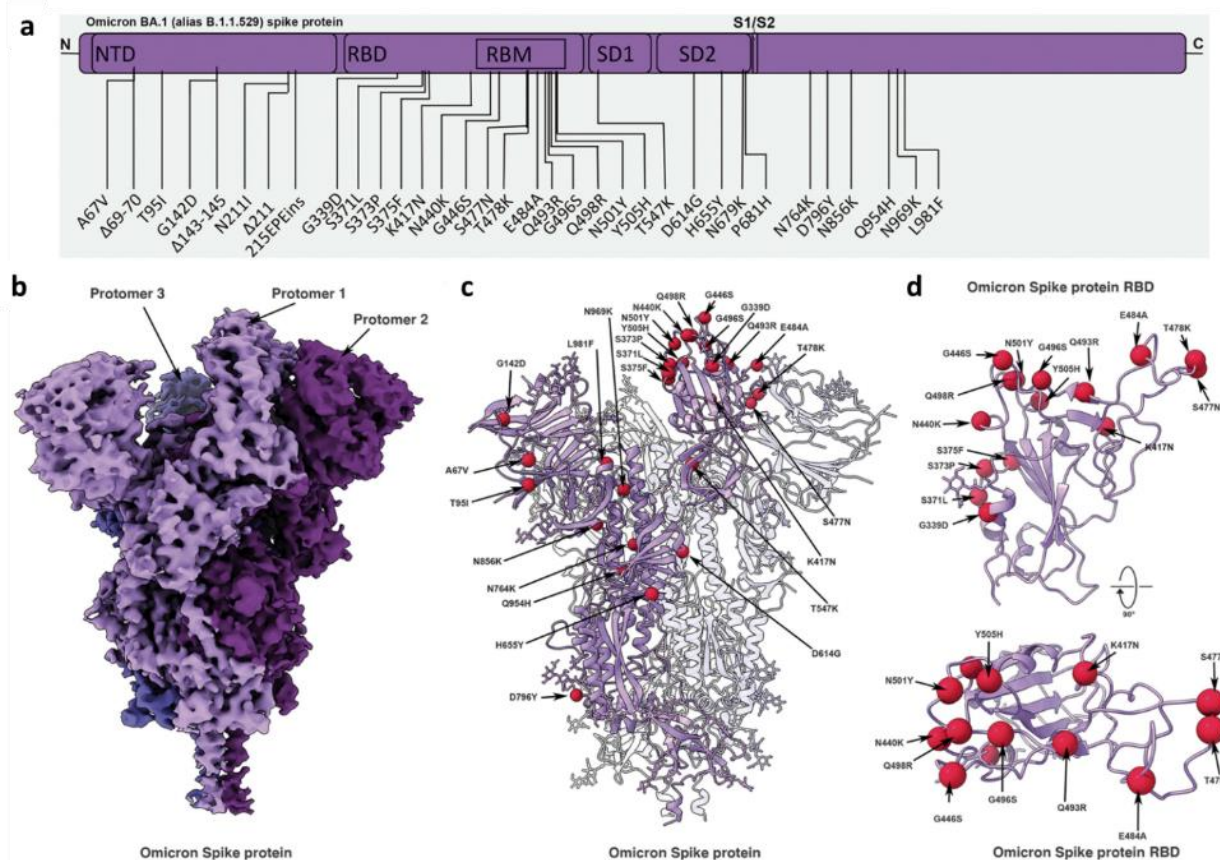 a
Omicron BA.1 (alias B.1.1.529) spike protein
S1/S2
N
NTD
RBD
RBM
SD1
SD2
C
A67V
Δ69-70
T95I
G142D
Δ143-145
N211I
Δ211
215EPEins
G339D
S371L
S373P
S375F
K417N
N440K
G446S
S477N
T478K
E484A
Q493R
G496S
Q498R
N501Y
Y505H
T547K
D614G
H655Y
N679K
P681H
N764K
D796Y
N856K
Q954H
N969K
L981F
b
Protomer 3
Protomer 1
Protomer 2
Omicron Spike protein
c
N969K
L981F
G142D
A67V
T95I
N856K
N764K
Q954H
H655Y
D796Y
Q498R
N440K
N501Y
Y505H
S373P
S371L
S375F
G446S
G339D
G496S
Q493R
E484A
T478K
S477N
K417N
T547K
D614G
Omicron Spike protein
d
Omicron Spike protein RBD
E484A
T478K
Q493R
N501Y
G496S
G446S
Y505H
Q498R
S477N
N440K
K417N
S375F
S373P
S371L
G339D
90°
Y505H
K417N
S477
N501Y
N440K
Q498R
T47
G446S
G496S
Q493R
E484A
Omicron Spike protein RBD